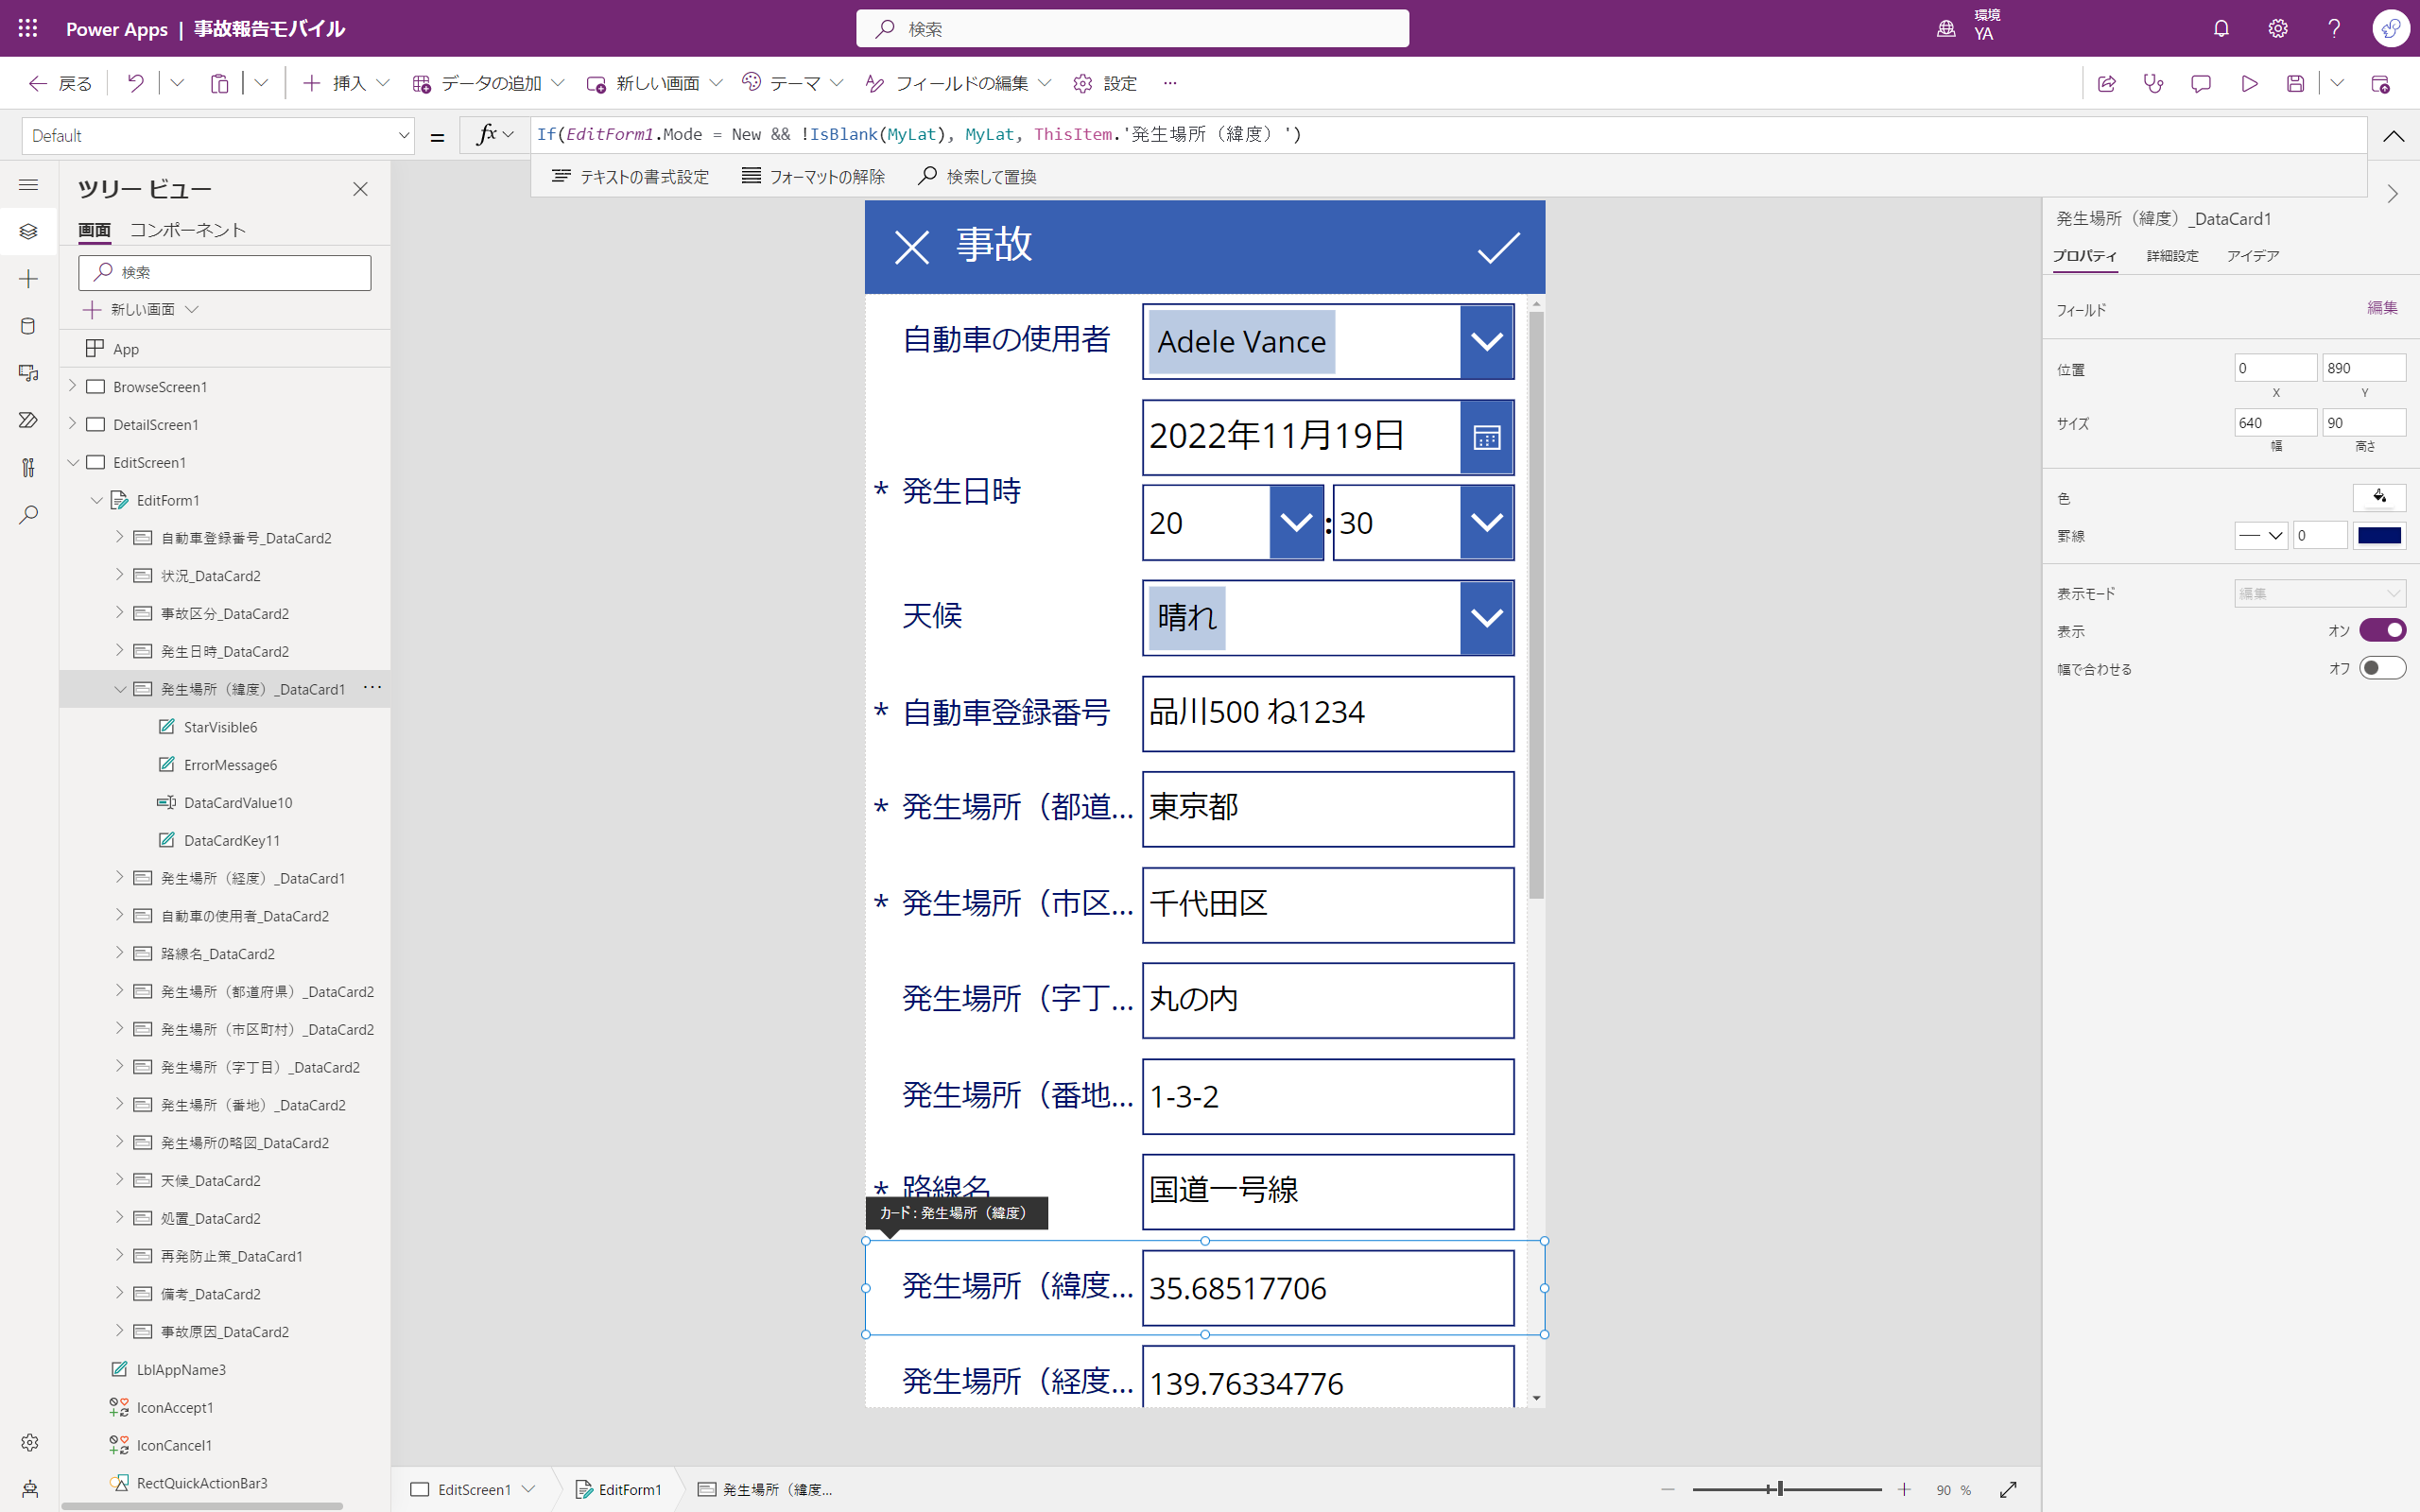 Power Apps | 事故報告モバイル
検索
環境
YA
戻る
挿入
データの追加
新しい画面
テーマ
フィールドの編集
設定
Default
=
fx
If(EditForm1.Mode = New && !IsBlank(MyLat), MyLat, ThisItem.'発生場所（緯度）')
テキストの書式設定
フォーマットの解除
検索して置換
ツリー ビュー
画面
コンポーネント
検索
新しい画面
App
BrowseScreen1
DetailScreen1
EditScreen1
EditForm1
自動車登録番号_DataCard2
状況_DataCard2
事故区分_DataCard2
発生日時_DataCard2
発生場所（緯度）_DataCard1
StarVisible6
ErrorMessage6
DataCardValue10
DataCardKey11
発生場所（経度）_DataCard1
自動車の使用者_DataCard2
路線名_DataCard2
発生場所（都道府県）_DataCard2
発生場所（市区町村）_DataCard2
発生場所（字丁目）_DataCard2
発生場所（番地）_DataCard2
発生場所の略図_DataCard2
天候_DataCard2
処置_DataCard2
再発防止策_DataCard1
備考_DataCard2
事故原因_DataCard2
LblAppName3
IconAccept1
IconCancel1
RectQuickActionBar3
事故
自動車の使用者
Adele Vance
2022年11月19日
* 発生日時
20 : 30
天候
晴れ
* 自動車登録番号
品川500 ね1234
* 発生場所（都道...
東京都
* 発生場所（市区...
千代田区
発生場所（字丁...
丸の内
発生場所（番地...
1-3-2
* 路線名
国道一号線
カード : 発生場所（緯度）
発生場所（緯度...
35.68517706
発生場所（経度...
139.76334776
EditScreen1
EditForm1
発生場所（緯度...
90 %
発生場所（緯度）_DataCard1
プロパティ
詳細設定
アイデア
フィールド
編集
位置
0
890
X
Y
サイズ
640
90
幅
高さ
色
罫線
0
表示モード
編集
表示
オン
幅で合わせる
オフ